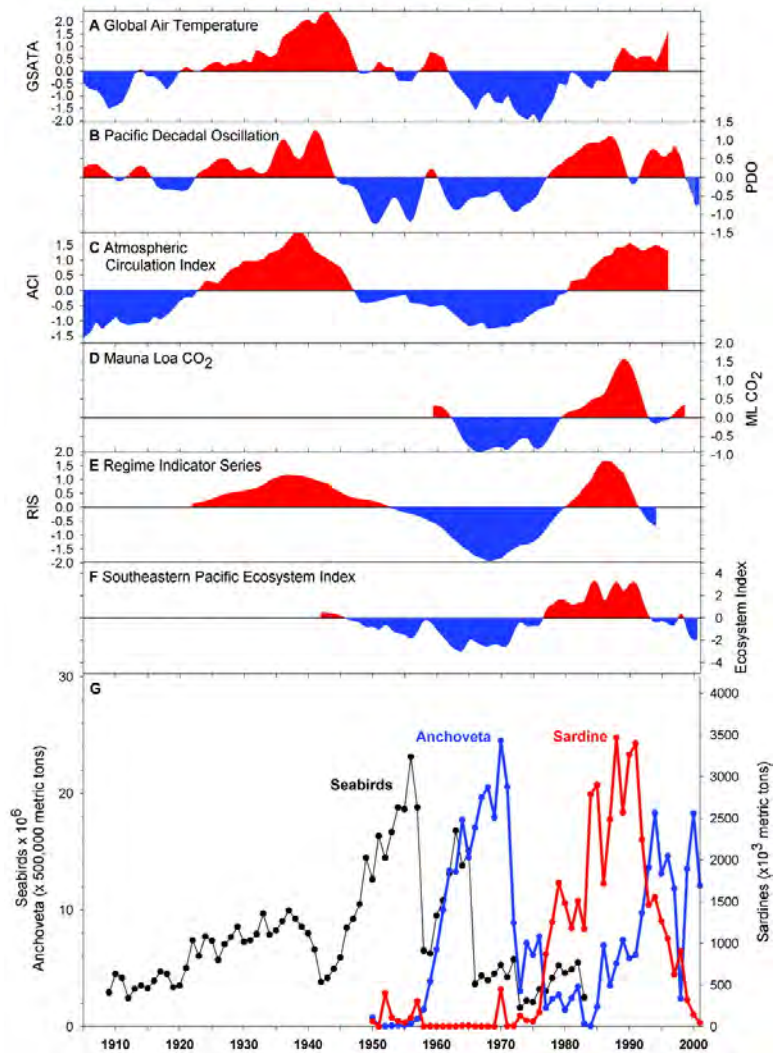 A Global Air Temperature
GSATA
2.0
1.5
1.0
0.5
0.0
-0.5
-1.0
-1.5
-2.0
B Pacific Decadal Oscillation
PDO
1.5
1.0
0.5
0.0
-0.5
-1.0
-1.5
C Atmospheric
Circulation Index
ACI
1.5
1.0
0.5
0.0
-0.5
-1.0
-1.5
D Mauna Loa CO2
ML CO2
2.0
1.5
1.0
0.5
0.0
-0.5
-1.0
E Regime Indicator Series
RIS
2.0
1.5
1.0
0.5
0.0
-0.5
-1.0
-1.5
-2.0
F Southeastern Pacific Ecosystem Index
Ecosystem Index
4
2
0
-2
-4
G
Seabirds x 10^6
Anchoveta (x 500,000 metric tons)
30
20
10
0
Seabirds
Anchoveta
Sardine
Sardines (x10^3 metric tons)
4000
3500
3000
2500
2000
1500
1000
500
0
1910 1920 1930 1940 1950 1960 1970 1980 1990 2000